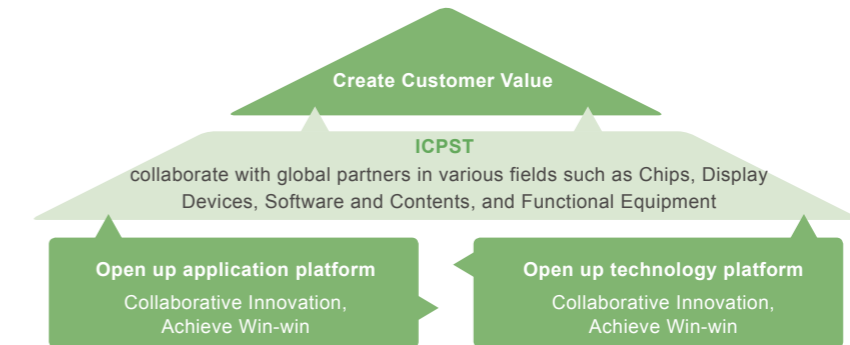 Create Customer Value
ICPST
collaborate with global partners in various fields such as Chips, Display
Devices, Software and Contents, and Functional Equipment
Open up application platform
Collaborative Innovation,
Achieve Win-win
Open up technology platform
Collaborative Innovation,
Achieve Win-win